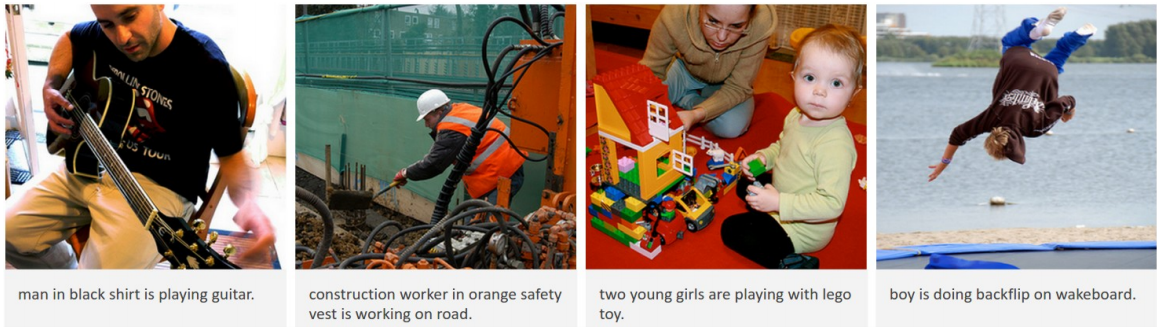 ROLLING STONES
US TOUR
man in black shirt is playing guitar.
construction worker in orange safety
vest is working on road.
two young girls are playing with lego
toy.
boy is doing backflip on wakeboard.